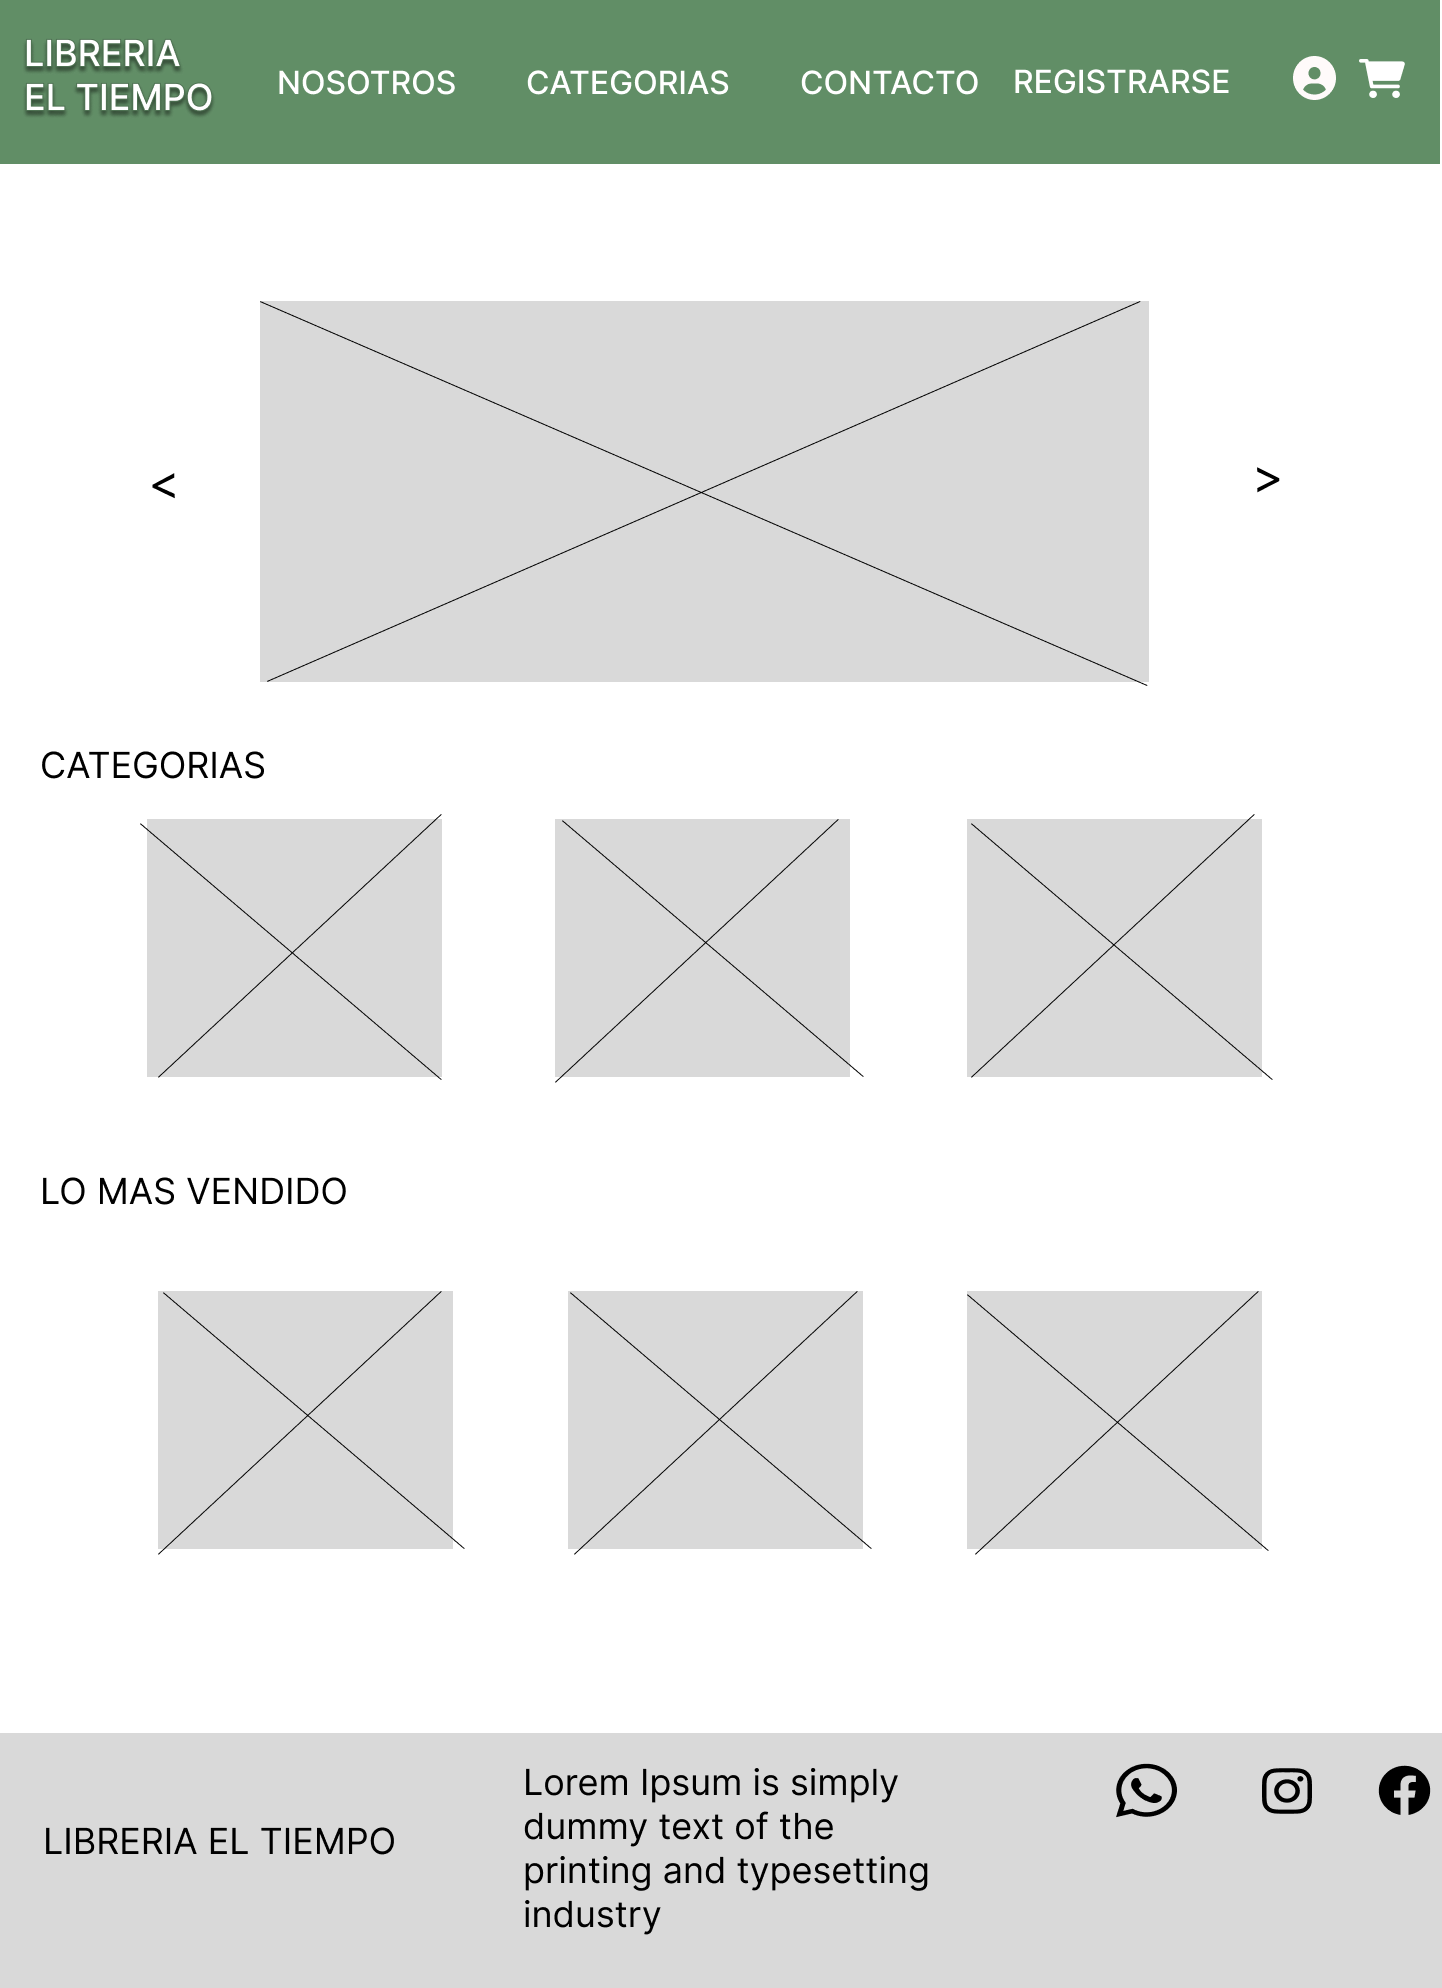 LIBRERIA
EL TIEMPO
NOSOTROS
CATEGORIAS
CONTACTO
REGISTRARSE
<
>
CATEGORIAS
LO MAS VENDIDO
LIBRERIA EL TIEMPO
Lorem Ipsum is simply
dummy text of the
printing and typesetting
industry